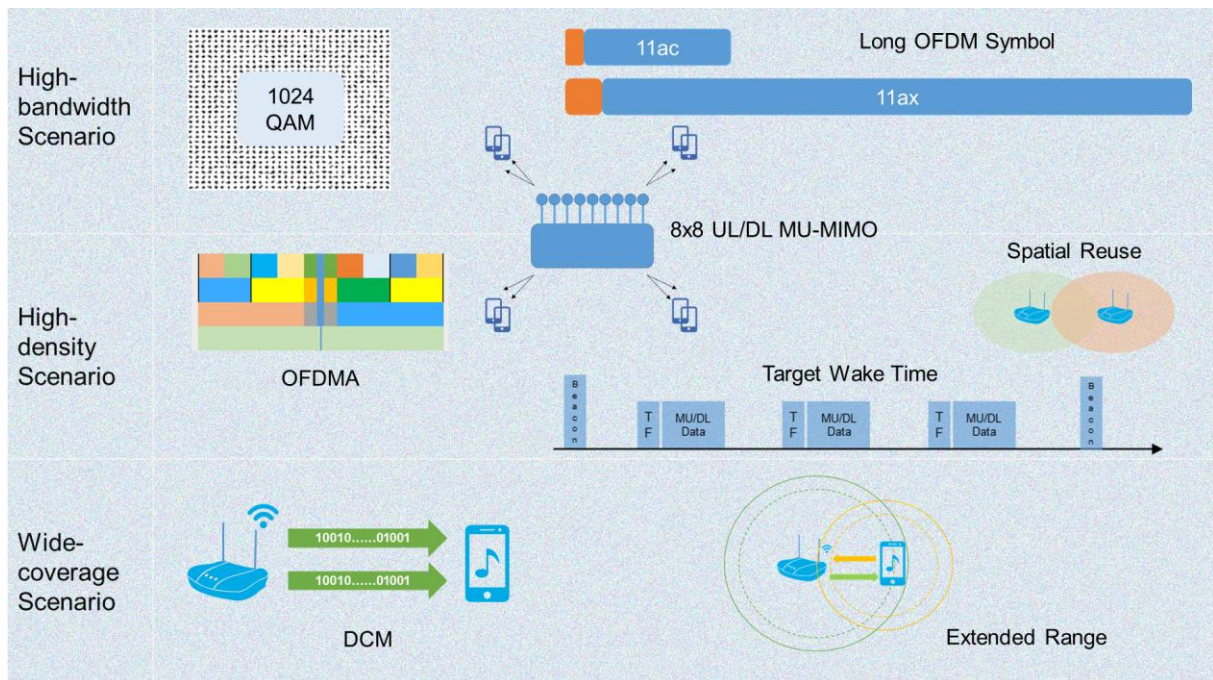 High-
bandwidth
Scenario
1024
QAM
11ac
Long OFDM Symbol
11ax
8x8 UL/DL MU-MIMO
High-
density
Scenario
OFDMA
Spatial Reuse
Target Wake Time
Beacon
TF
MU/DL
Data
TF
MU/DL
Data
TF
MU/DL
Data
Beacon
Wide-
coverage
Scenario
10010......01001
10010......01001
DCM
Extended Range